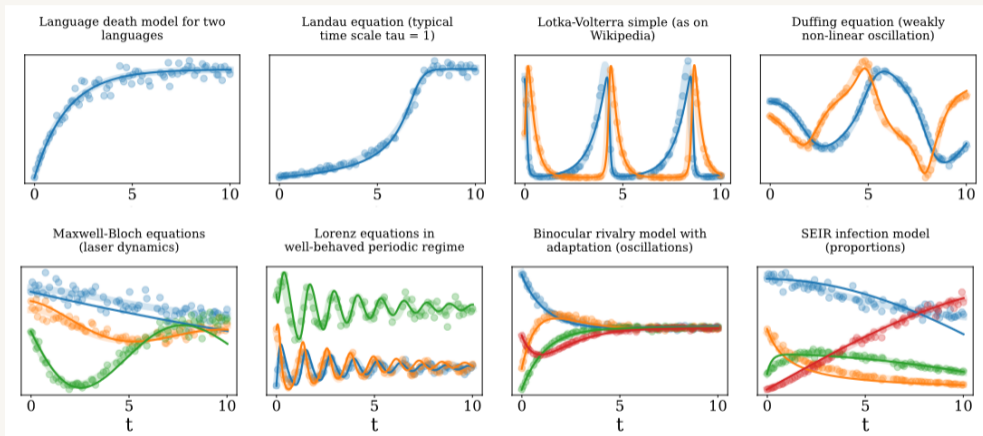 Language death model for two
languages
Landau equation (typical
time scale tau = 1)
Lotka-Volterra simple (as on
Wikipedia)
Duffing equation (weakly
non-linear oscillation)
0 5 10
0 5 10
0 5 10
0 5 10
Maxwell-Bloch equations
(laser dynamics)
Lorenz equations in
well-behaved periodic regime
Binocular rivalry model with
adaptation (oscillations)
SEIR infection model
(proportions)
0 5 10
0 5 10
0 5 10
0 5 10
t
t
t
t